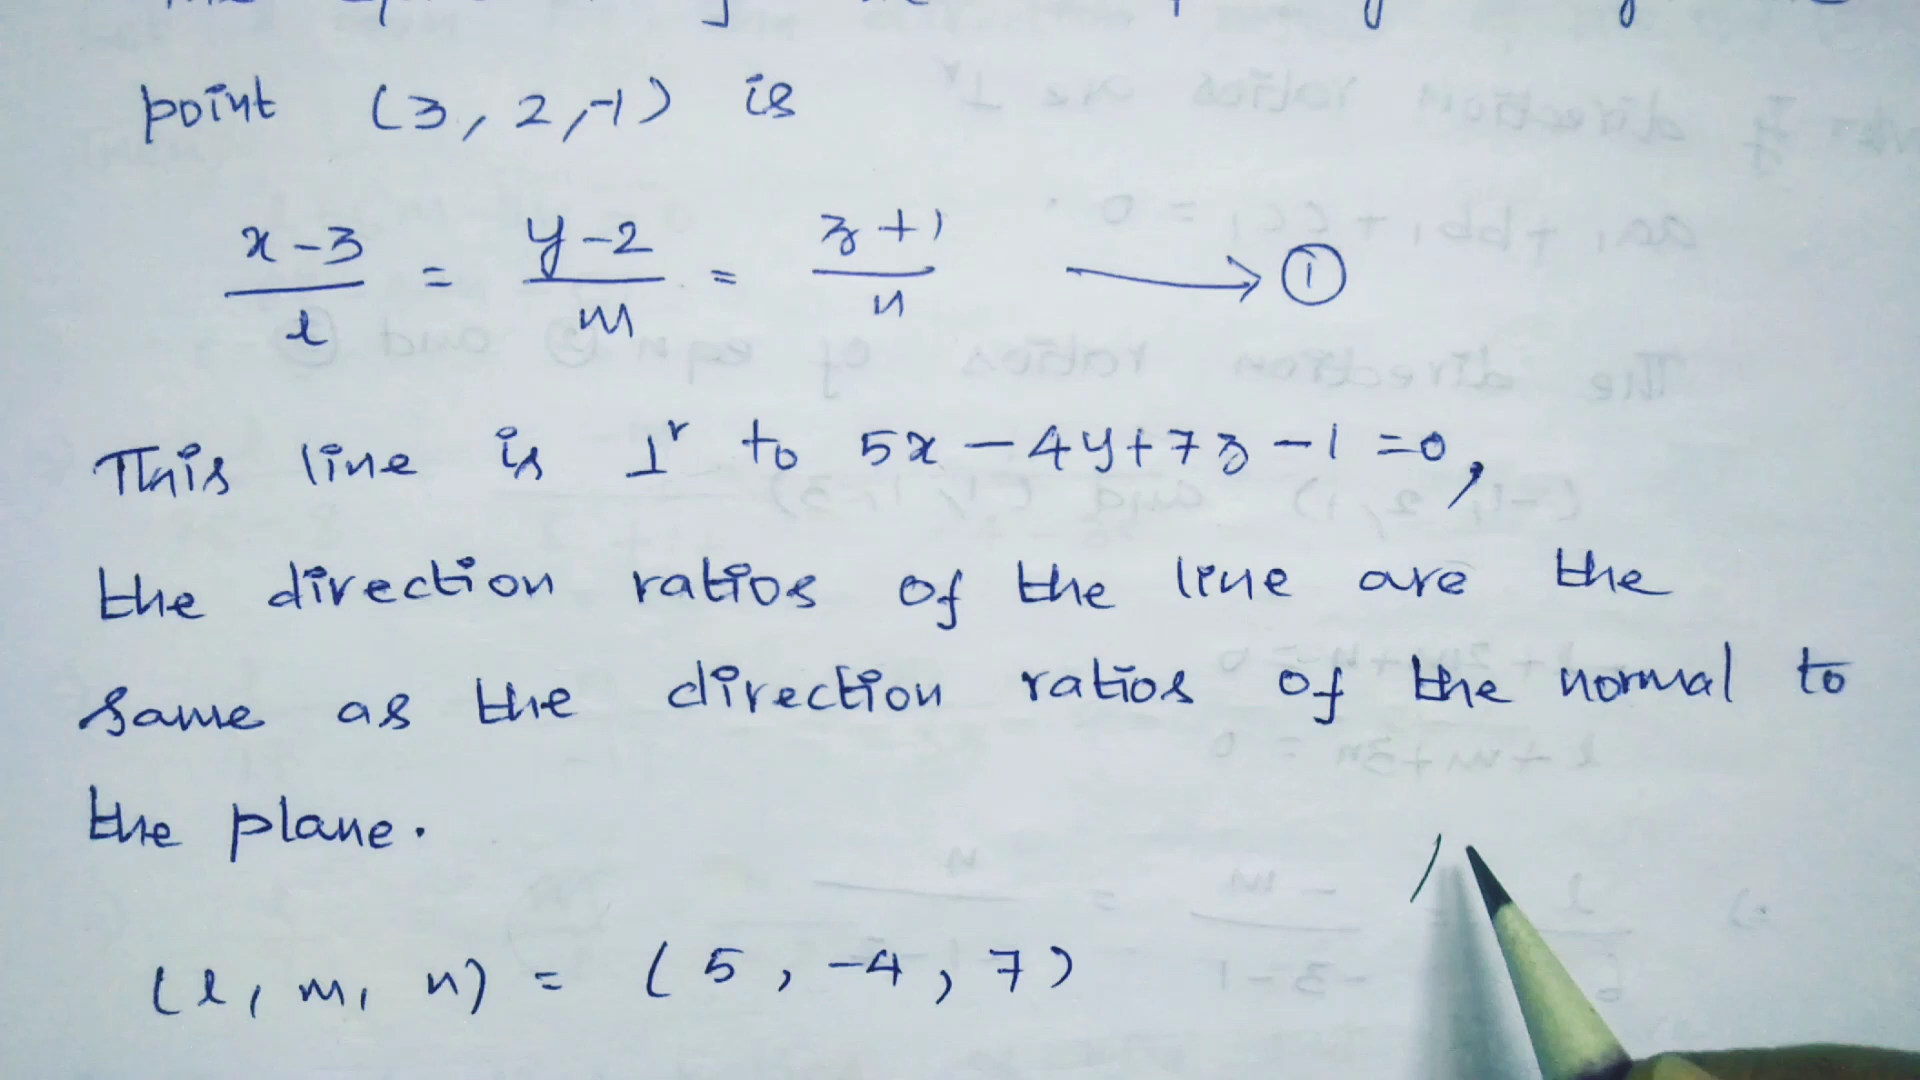 point (3, 2, -1) is
x-3/l = y-2/m = z+1/n → ①
This line is ⊥r to 5x - 4y + 7z - 1 = 0,
the direction ratios of the line are the
same as the direction ratios of the normal to
the plane.
(l, m, n) = (5, -4, 7)